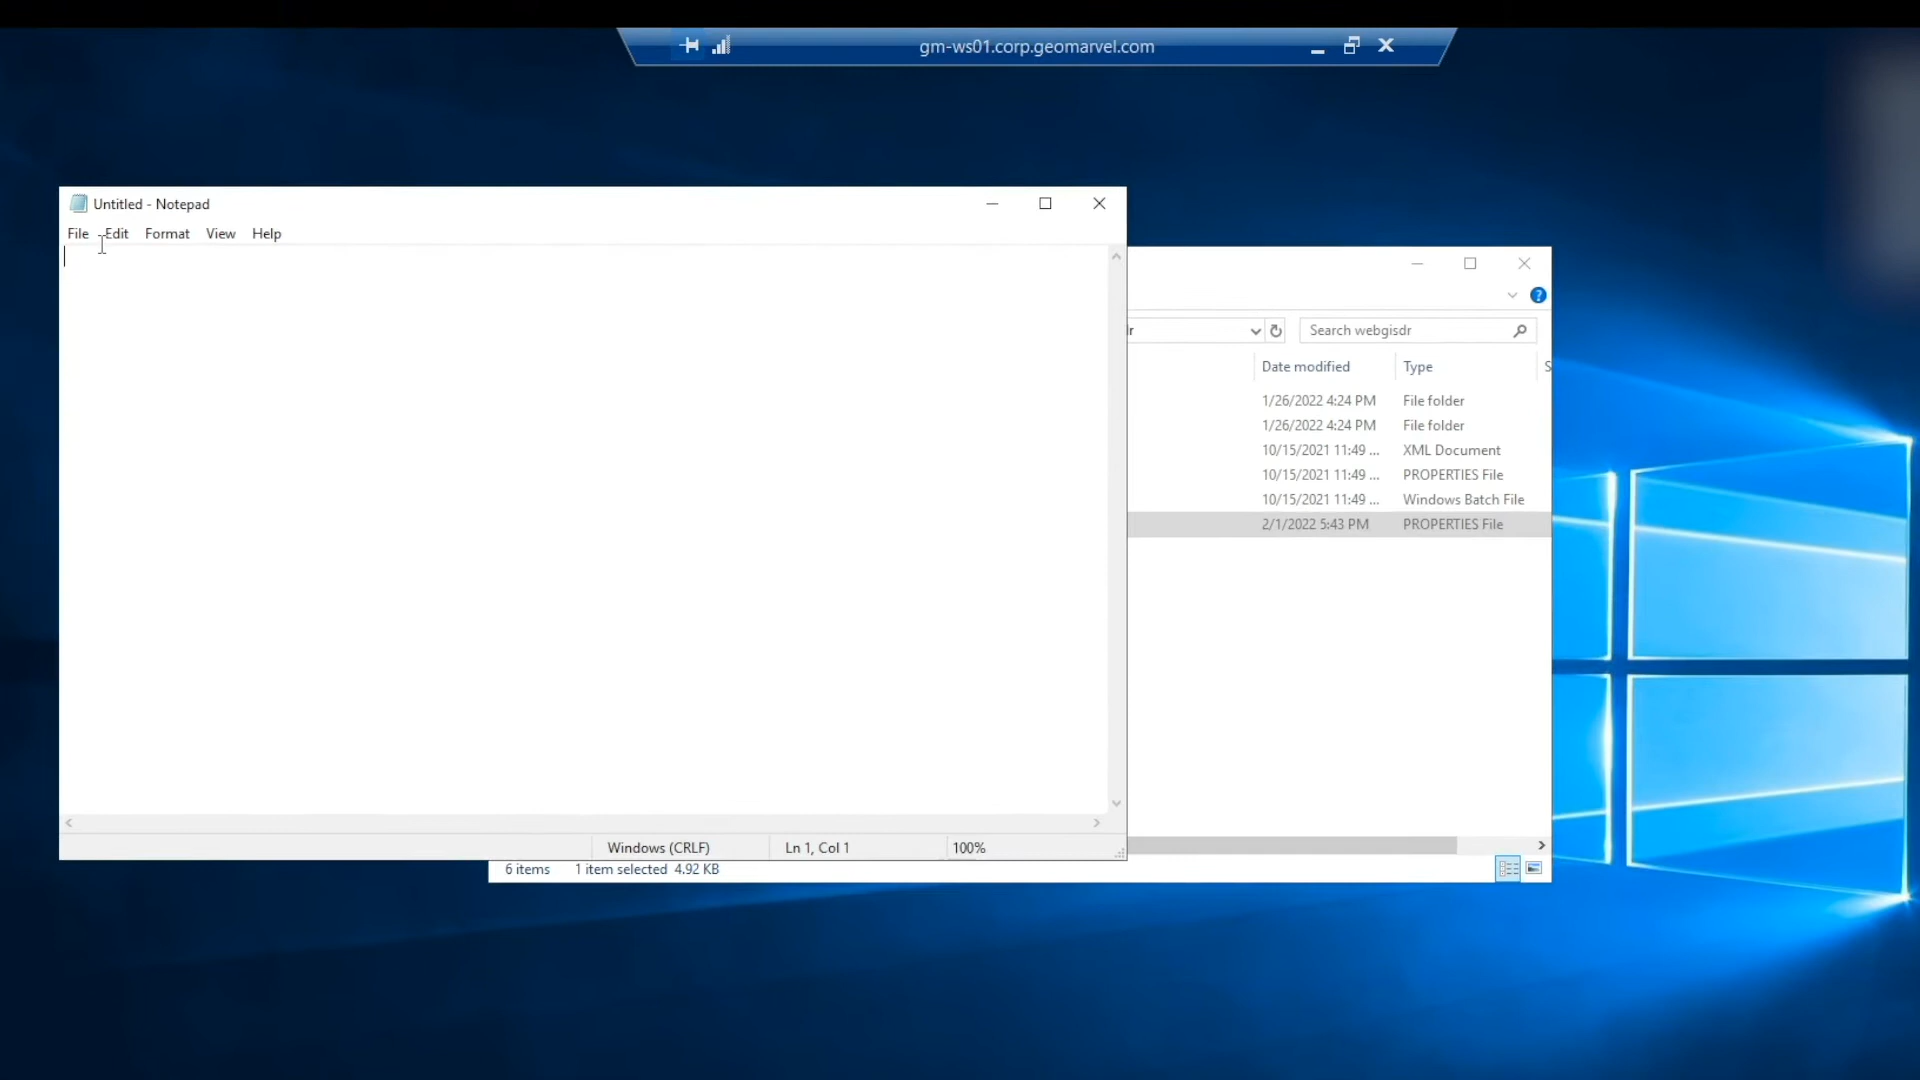 gm-ws01.corp.geomarvel.com
Untitled - Notepad
File Edit Format View Help
Search webgisdr
Date modified Type S
1/26/2022 4:24 PM File folder
1/26/2022 4:24 PM File folder
10/15/2021 11:49 ... XML Document
10/15/2021 11:49 ... PROPERTIES File
10/15/2021 11:49 ... Windows Batch File
2/1/2022 5:43 PM PROPERTIES File
Windows (CRLF) Ln 1, Col 1 100%
6 items 1 item selected 4.92 KB